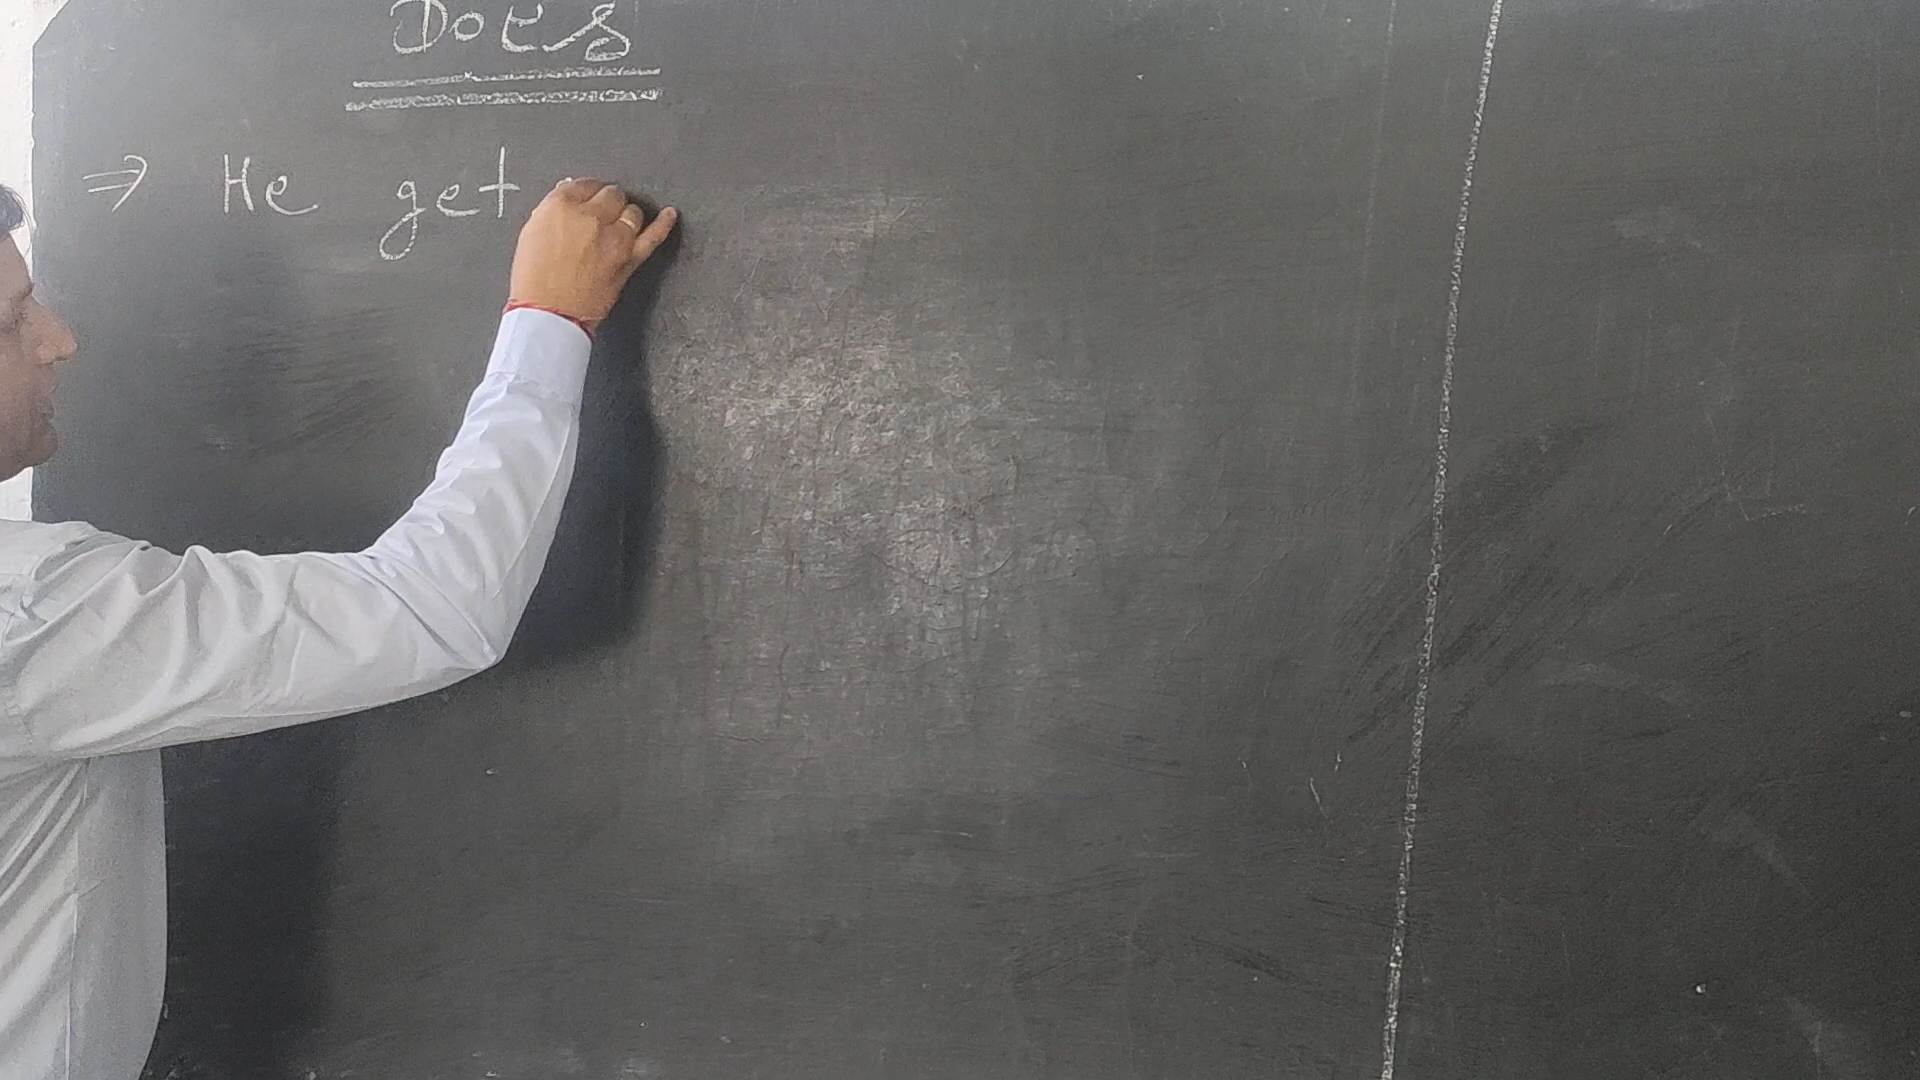 Does
⇒ He get